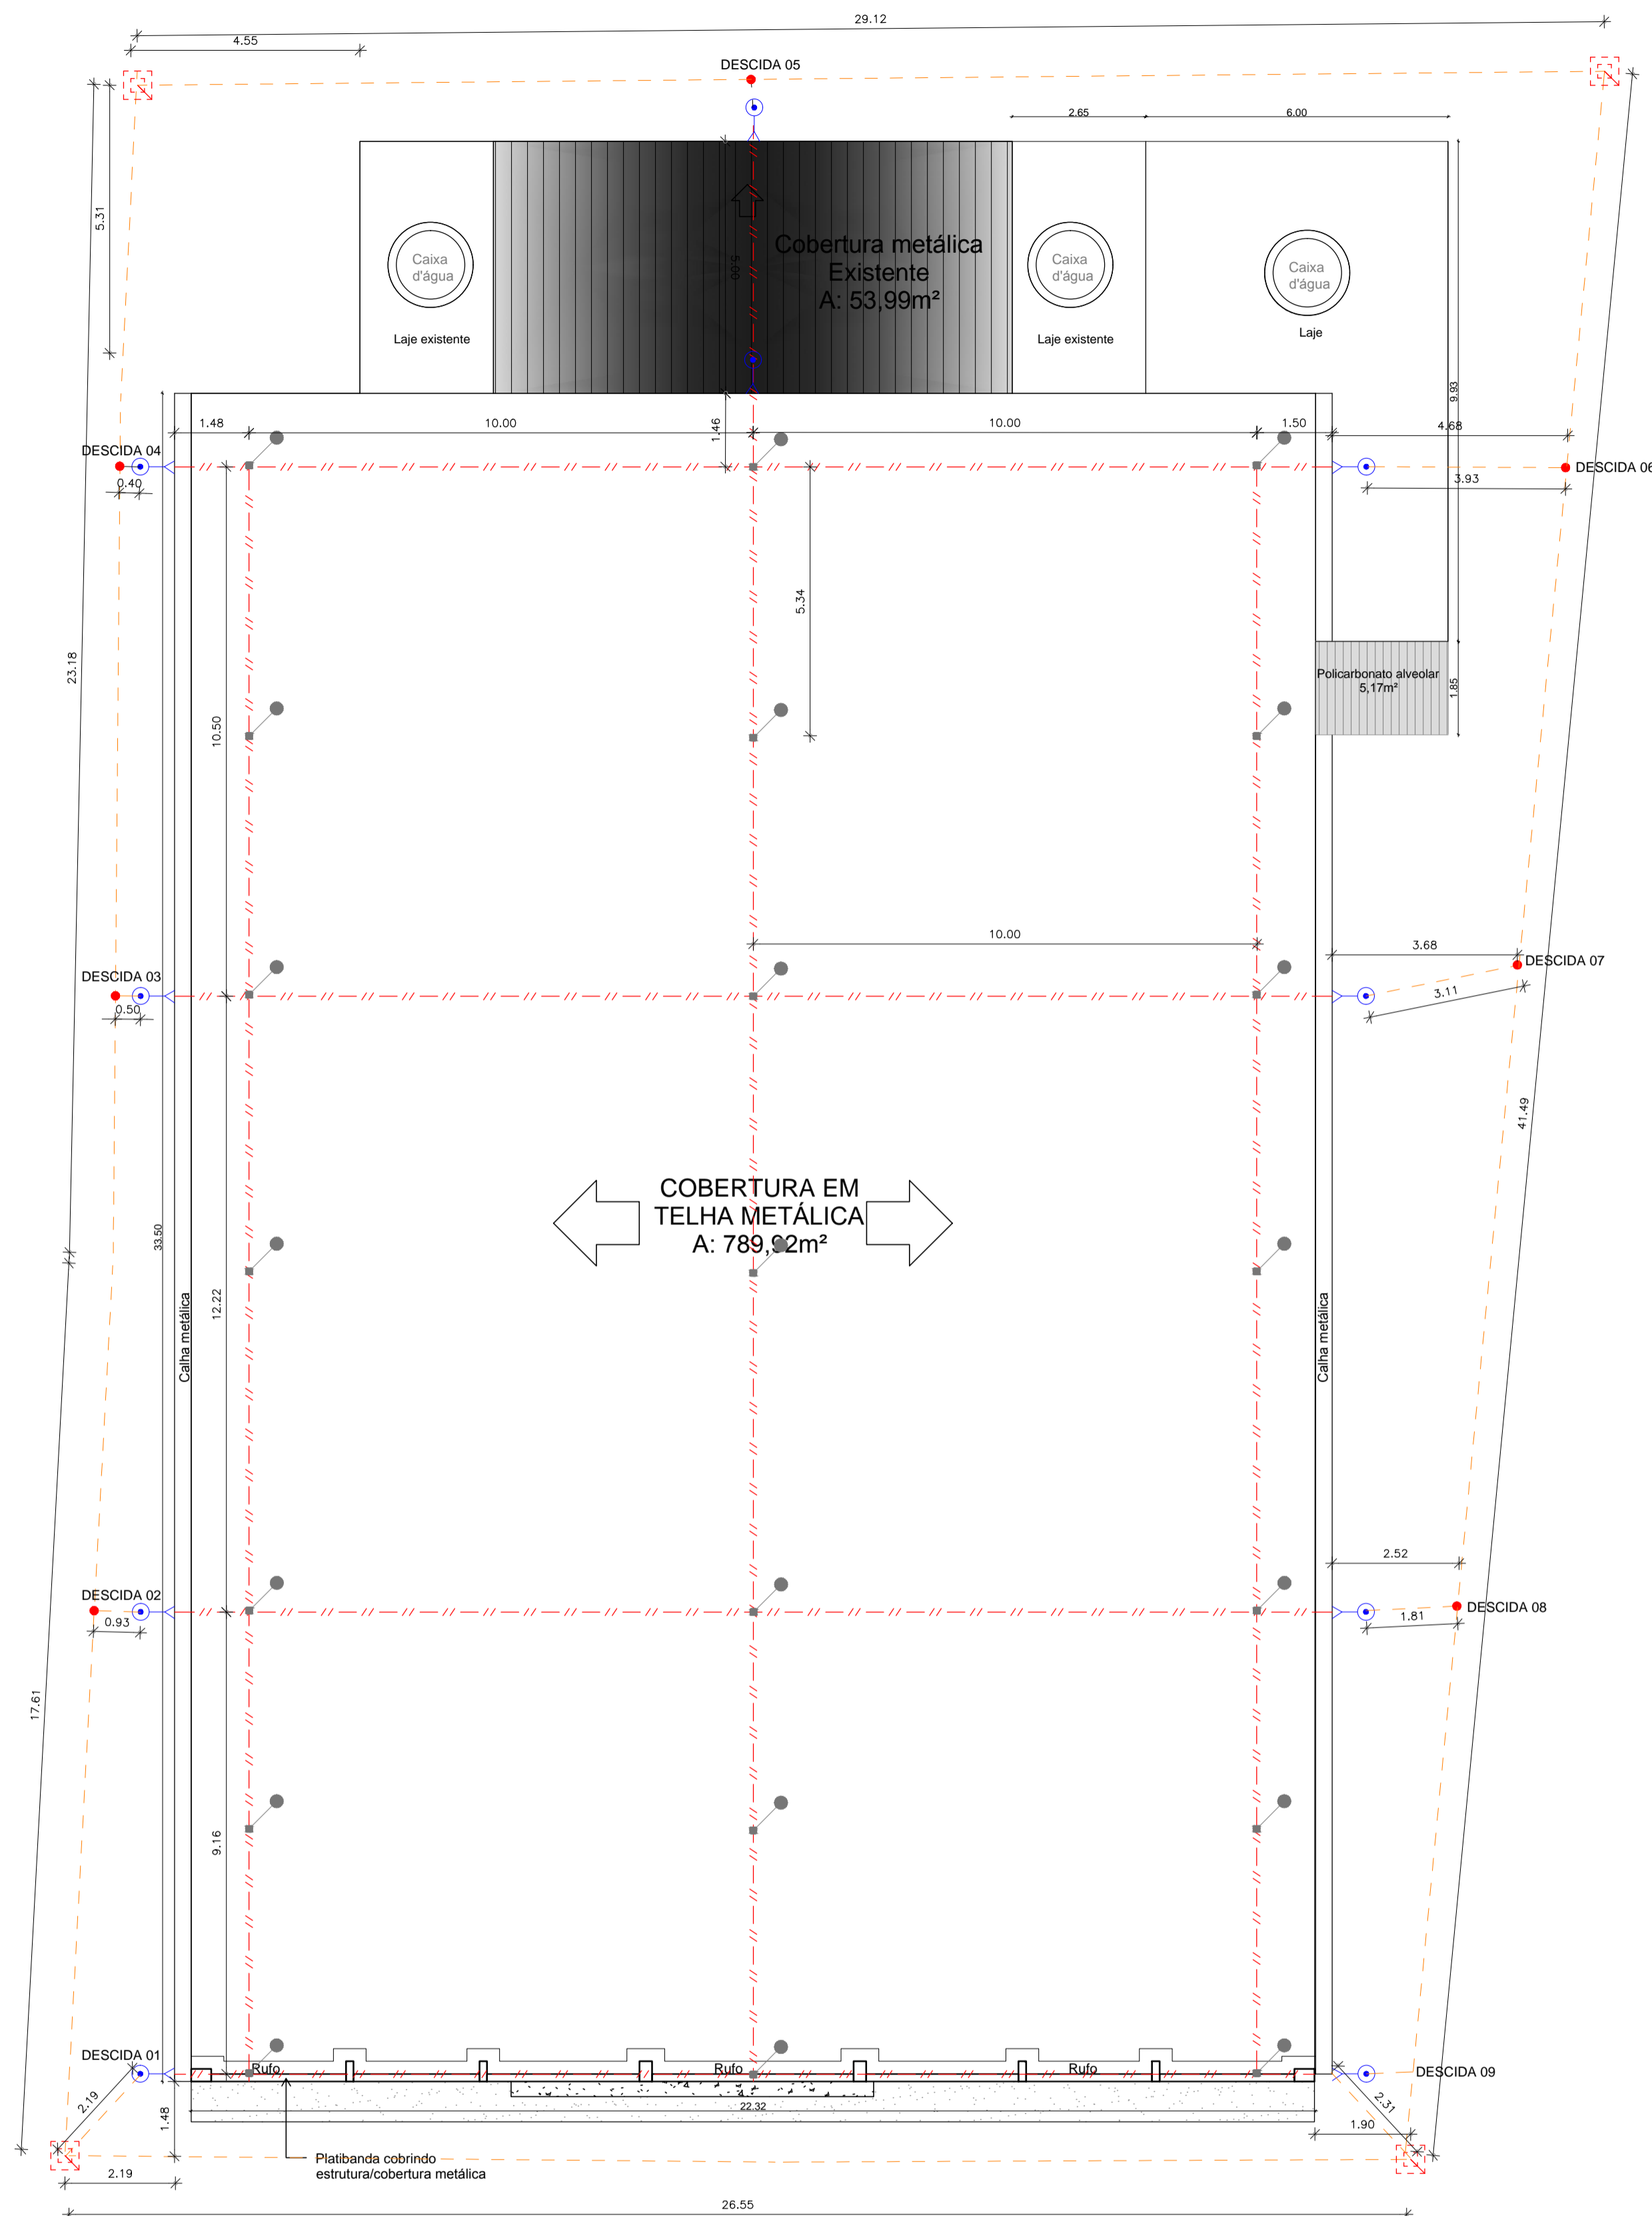 29.12
4.55
DESCIDA 05
2.65
6.00
5.31
Cobertura metálica
Existente
A: 53,99m²
5.00
Caixa
d'água
Caixa
d'água
Caixa
d'água
Laje existente
Laje existente
Laje
9.93
1.48
10.00
1.46
10.00
1.50
4.68
DESCIDA 04
DESCIDA 06
0.40
3.93
5.34
23.18
10.50
Policarbonato alveolar
5,17m²
1.85
10.00
3.68
DESCIDA 03
DESCIDA 07
0.50
3.11
41.49
COBERTURA EM
TELHA METÁLICA
A: 789,92m²
33.50
12.22
Calha metálica
Calha metálica
2.52
DESCIDA 02
DESCIDA 08
0.93
1.81
17.61
9.16
DESCIDA 01
Rufo
Rufo
Rufo
DESCIDA 09
2.19
2.31
22.32
1.48
1.90
Platibanda cobrindo
estrutura/cobertura metálica
2.19
26.55